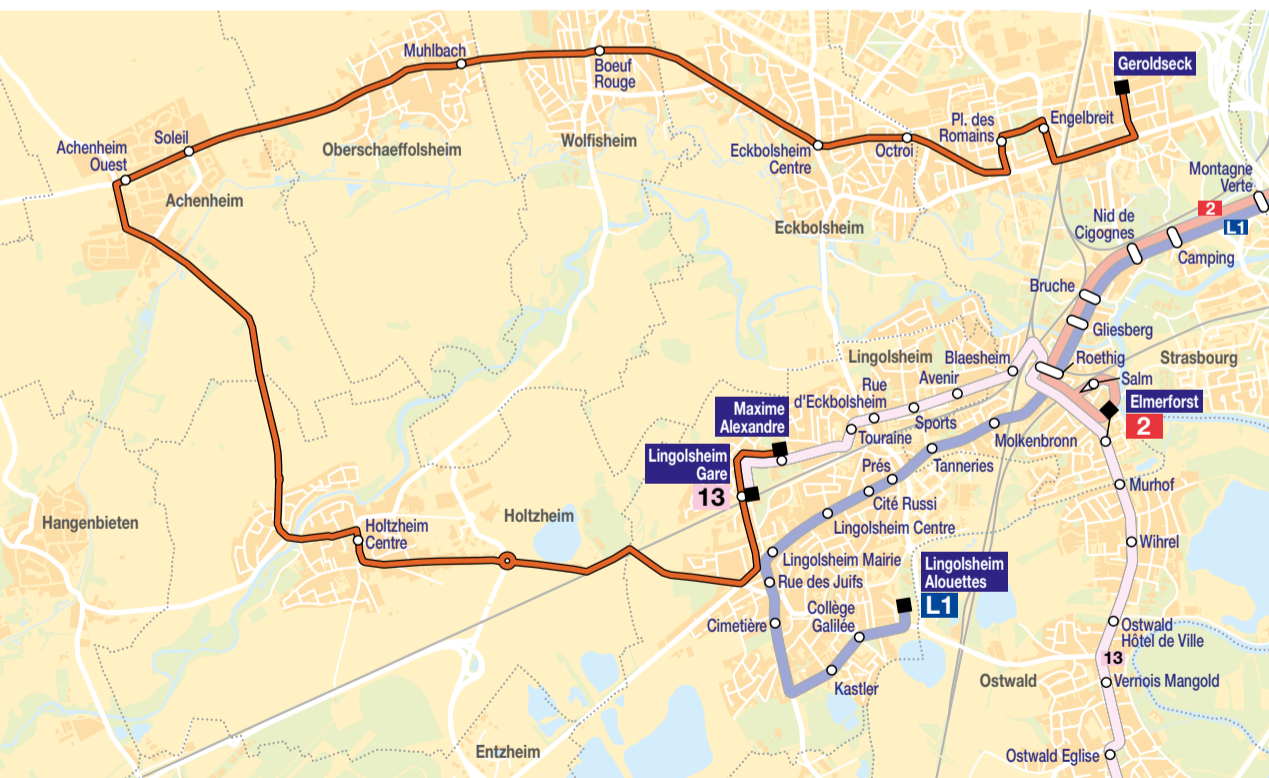 Muhlbach
Boeuf
Rouge
Geroldseck
Soleil
Achenheim
Ouest
Oberschaeffolsheim
Wolfisheim
Eckbolsheim
Centre
Octroi
Pl. des
Romains
Engelbreit
Achenheim
Eckbolsheim
Montagne
Verte
2
L1
Nid de
Cigognes
Camping
Bruche
Gliesberg
Roethig
Strasbourg
Lingolsheim
Blaesheim
Salm
Avenir
Rue
d'Eckbolsheim
Elmerforst
2
Maxime
Alexandre
Sports
Touraine
Molkenbronn
Lingolsheim
Gare
13
Prés
Tanneries
Cité Russi
Murhof
Lingolsheim Centre
Hangenbieten
Holtzheim
Centre
Holtzheim
Wihrel
Lingolsheim Mairie
Lingolsheim
Alouettes
L1
Rue des Juifs
Collège
Galilée
Cimetière
Ostwald
Hôtel de Ville
13
Kastler
Ostwald
Vernois Mangold
Entzheim
Ostwald Eglise